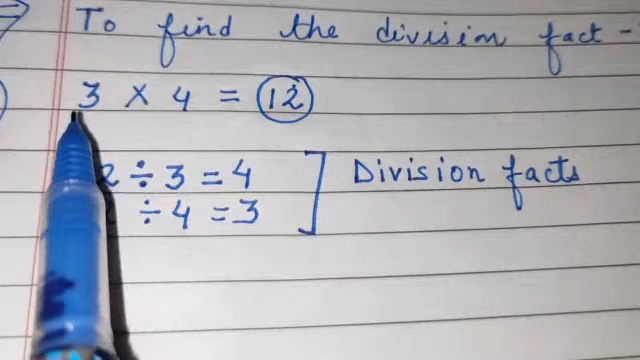 To find the division fact -
3 × 4 = 12
2 ÷ 3 = 4
÷ 4 = 3
Division facts